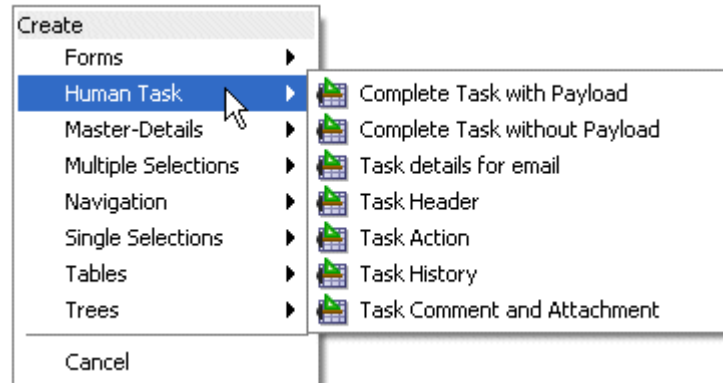 Create
Forms
Human Task
Master-Details
Multiple Selections
Navigation
Single Selections
Tables
Trees
Cancel
Complete Task with Payload
Complete Task without Payload
Task details for email
Task Header
Task Action
Task History
Task Comment and Attachment